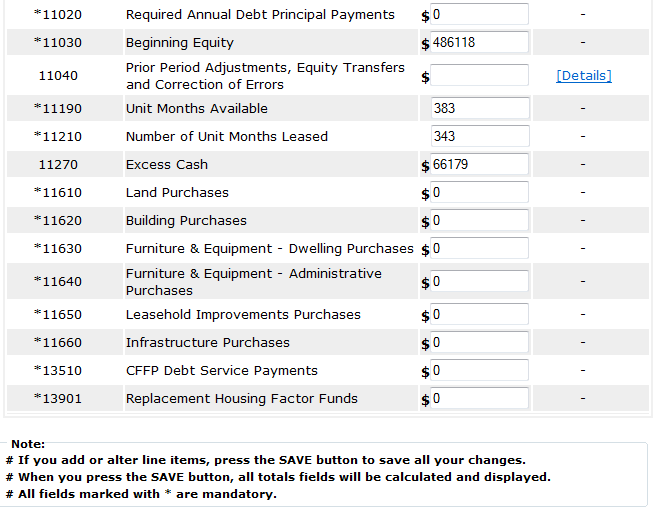 *11020 Required Annual Debt Principal Payments $ 0 -
*11030 Beginning Equity $ 486118 -
11040 Prior Period Adjustments, Equity Transfers $ [Details]
and Correction of Errors
*11190 Unit Months Available 383 -
*11210 Number of Unit Months Leased 343 -
11270 Excess Cash $ 66179 -
*11610 Land Purchases $ 0 -
*11620 Building Purchases $ 0 -
*11630 Furniture & Equipment - Dwelling Purchases $ 0 -
*11640 Furniture & Equipment - Administrative $ 0 -
Purchases
*11650 Leasehold Improvements Purchases $ 0 -
*11660 Infrastructure Purchases $ 0 -
*13510 CFFP Debt Service Payments $ 0 -
*13901 Replacement Housing Factor Funds $ 0 -
Note:
# If you add or alter line items, press the SAVE button to save all your changes.
# When you press the SAVE button, all totals fields will be calculated and displayed.
# All fields marked with * are mandatory.